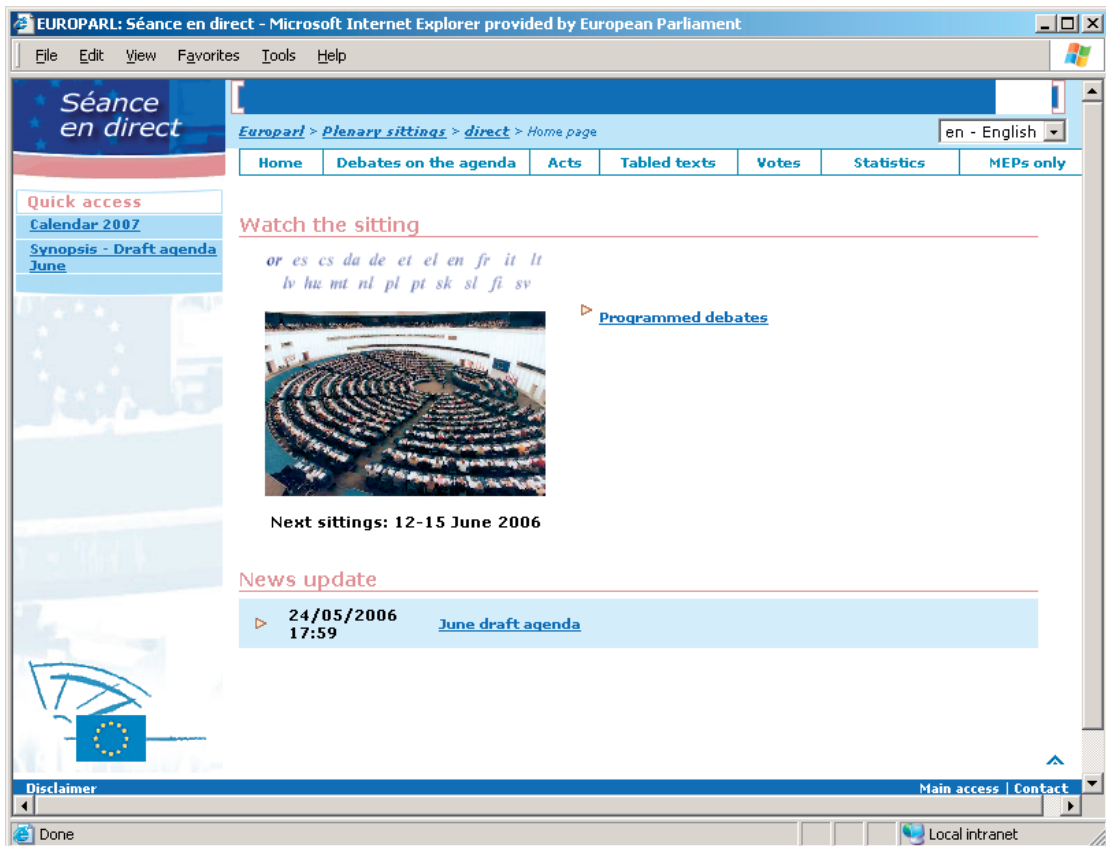 EUROPARL: Séance en direct - Microsoft Internet Explorer provided by European Parliament
File Edit View Favorites Tools Help
Séance
en direct
Europarl > Plenary sittings > direct > Home page
en - English
Home Debates on the agenda Acts Tabled texts Votes Statistics MEPs only
Quick access
Calendar 2007
Synopsis - Draft agenda
June
Watch the sitting
or es cs da de et el en fr it lt
lv hu mt nl pl pt sk sl fi sv
Programmed debates
Next sittings: 12-15 June 2006
News update
24/05/2006
17:59
June draft agenda
Disclaimer
Main access | Contact
Done
Local intranet